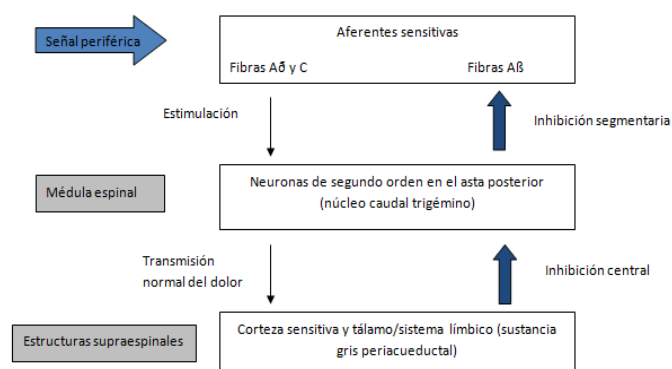 Señal periférica
Aferentes sensitivas
Fibras Aδ y C
Fibras Aß
Estimulación
Inhibición segmentaria
Médula espinal
Neuronas de segundo orden en el asta posterior
(núcleo caudal trigémino)
Transmisión
normal del dolor
Inhibición central
Estructuras supraespinales
Corteza sensitiva y tálamo/sistema límbico (sustancia
gris periacueductal)